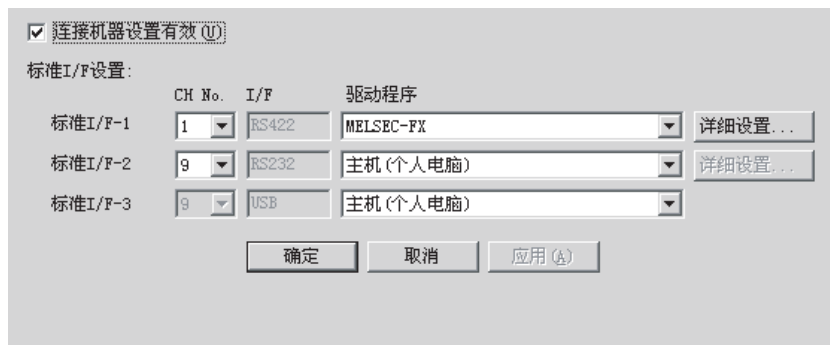 连接机器设置有效(U)
标准I/F设置:
CH No. I/F 驱动程序
标准I/F-1 1 RS422 MELSEC-FX 详细设置...
标准I/F-2 9 RS232 主机(个人电脑) 详细设置...
标准I/F-3 9 USB 主机(个人电脑)
确定 取消 应用(A)